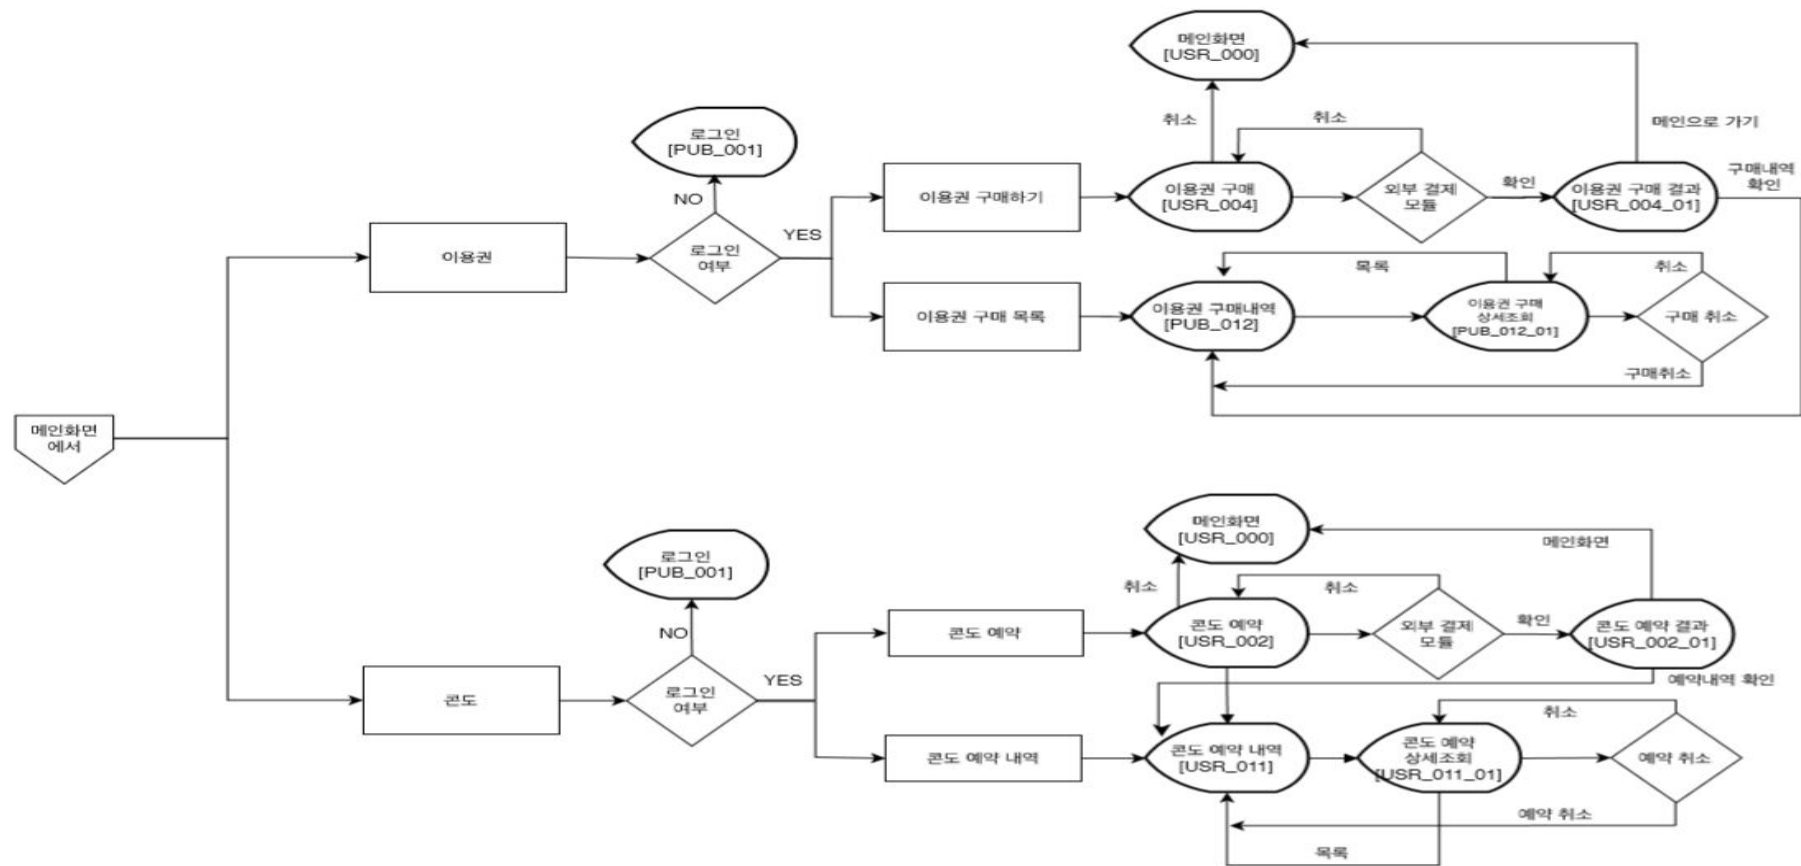 메인화면
[USR_000]
로그인
[PUB_001]
취소
취소
메인으로 가기
NO
YES
이용권 구매하기
이용권 구매
[USR_004]
외부 결제
모듈
확인
이용권 구매 결과
[USR_004_01]
구매내역
확인
이용권
로그인
여부
목록
취소
이용권 구매 목록
이용권 구매내역
[PUB_012]
이용권 구매
상세조회
[PUB_012_01]
구매 취소
구매취소
메인화면
에서
메인화면
[USR_000]
메인화면
로그인
[PUB_001]
취소
취소
NO
YES
콘도 예약
콘도 예약
[USR_002]
외부 결제
모듈
확인
콘도 예약 결과
[USR_002_01]
예약내역 확인
콘도
로그인
여부
취소
콘도 예약 내역
콘도 예약 내역
[USR_011]
콘도 예약
상세조회
[USR_011_01]
예약 취소
예약 취소
목록